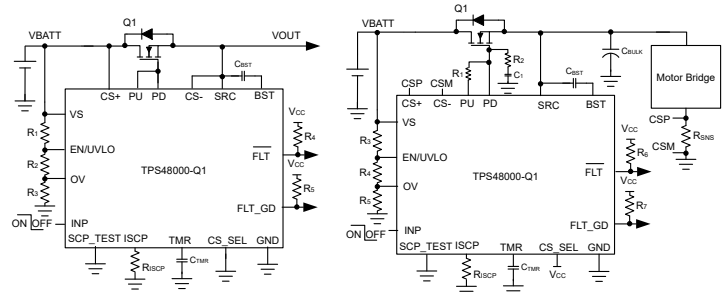 Q1
VBATT
VOUT
CBST
CS+
PU
PD
CS-
SRC
BST
VS
R1
EN/UVLO
R2
OV
R3
TPS48000-Q1
VCC
R4
FLT
VCC
R5
FLT_GD
ON OFF
INP
SCP_TEST
ISCP
TMR
CS_SEL
GND
RISCP
CTMR
Q1
VBATT
CBULK
R2
R1
C1
CSP
CSM
CBST
Motor Bridge
CS+
CS-
PU
PD
SRC
BST
VS
CSP
RSNS
CSM
R3
EN/UVLO
R4
OV
R5
TPS48000-Q1
VCC
R6
FLT
VCC
R7
FLT_GD
ON OFF
INP
SCP_TEST
ISCP
TMR
CS_SEL
GND
RISCP
CTMR
VCC